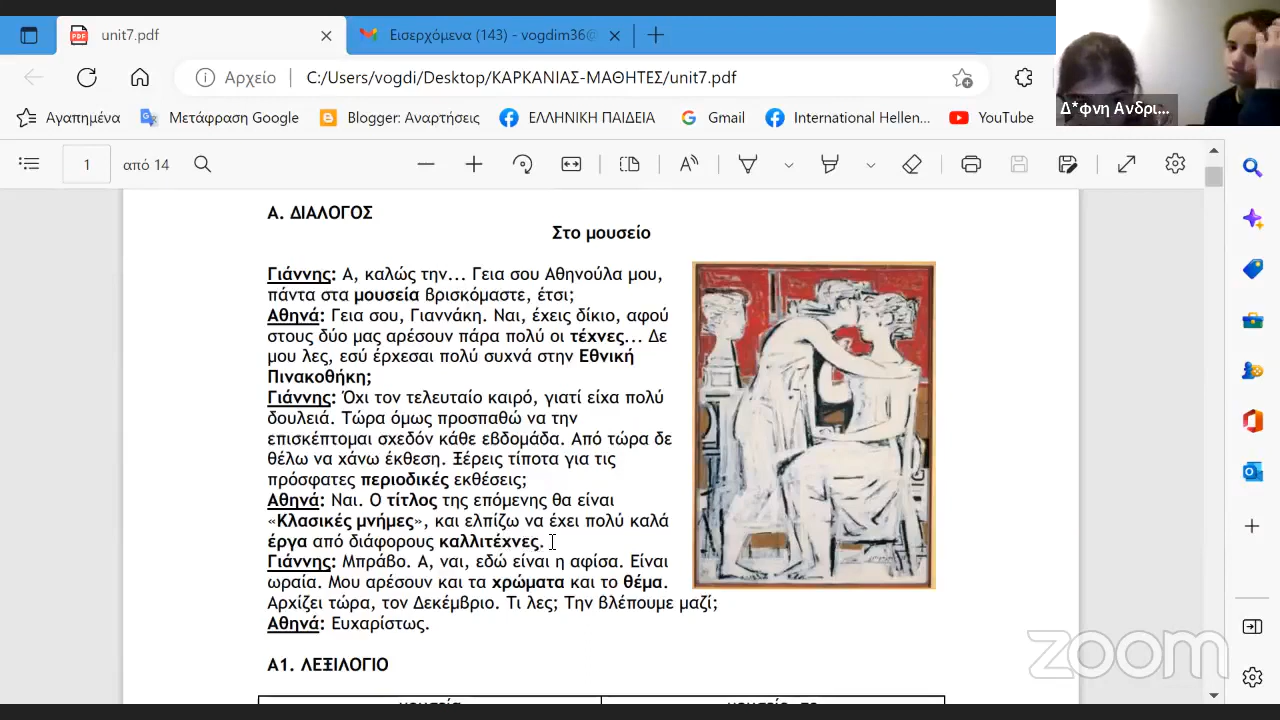 unit7.pdf
Εισερχόμενα (143) - vogdim36@
Αρχείο
C:/Users/vogdi/Desktop/ΚΑΡΚΑΝΙΑΣ-ΜΑΘΗΤΕΣ/unit7.pdf
Δ*φνη Ανδρι...
Αγαπημένα
Μετάφραση Google
Blogger: Αναρτήσεις
ΕΛΛΗΝΙΚΗ ΠΑΙΔΕΙΑ
Gmail
International Hellen...
YouTube
1 από 14
Α. ΔΙΑΛΟΓΟΣ
Στο μουσείο
Γιάννης: Α, καλώς την... Γεια σου Αθηνούλα μου,
πάντα στα μουσεία βρισκόμαστε, έτσι;
Αθηνά: Γεια σου, Γιαννάκη. Ναι, έχεις δίκιο, αφού
στους δύο μας αρέσουν πάρα πολύ οι τέχνες... Δε
μου λες, εσύ έρχεσαι πολύ συχνά στην Εθνική
Πινακοθήκη;
Γιάννης: Όχι τον τελευταίο καιρό, γιατί είχα πολύ
δουλειά. Τώρα όμως προσπαθώ να την
επισκέπτομαι σχεδόν κάθε εβδομάδα. Από τώρα δε
θέλω να χάνω έκθεση. Ξέρεις τίποτα για τις
πρόσφατες περιοδικές εκθέσεις;
Αθηνά: Ναι. Ο τίτλος της επόμενης θα είναι
«Κλασικές μνήμες», και ελπίζω να έχει πολύ καλά
έργα από διάφορους καλλιτέχνες.
Γιάννης: Μπράβο. Α, ναι, εδώ είναι η αφίσα. Είναι
ωραία. Μου αρέσουν και τα χρώματα και το θέμα.
Αρχίζει τώρα, τον Δεκέμβριο. Τι λες; Την βλέπουμε μαζί;
Αθηνά: Ευχαρίστως.
Α1. ΛΕΞΙΛΟΓΙΟ
zoom